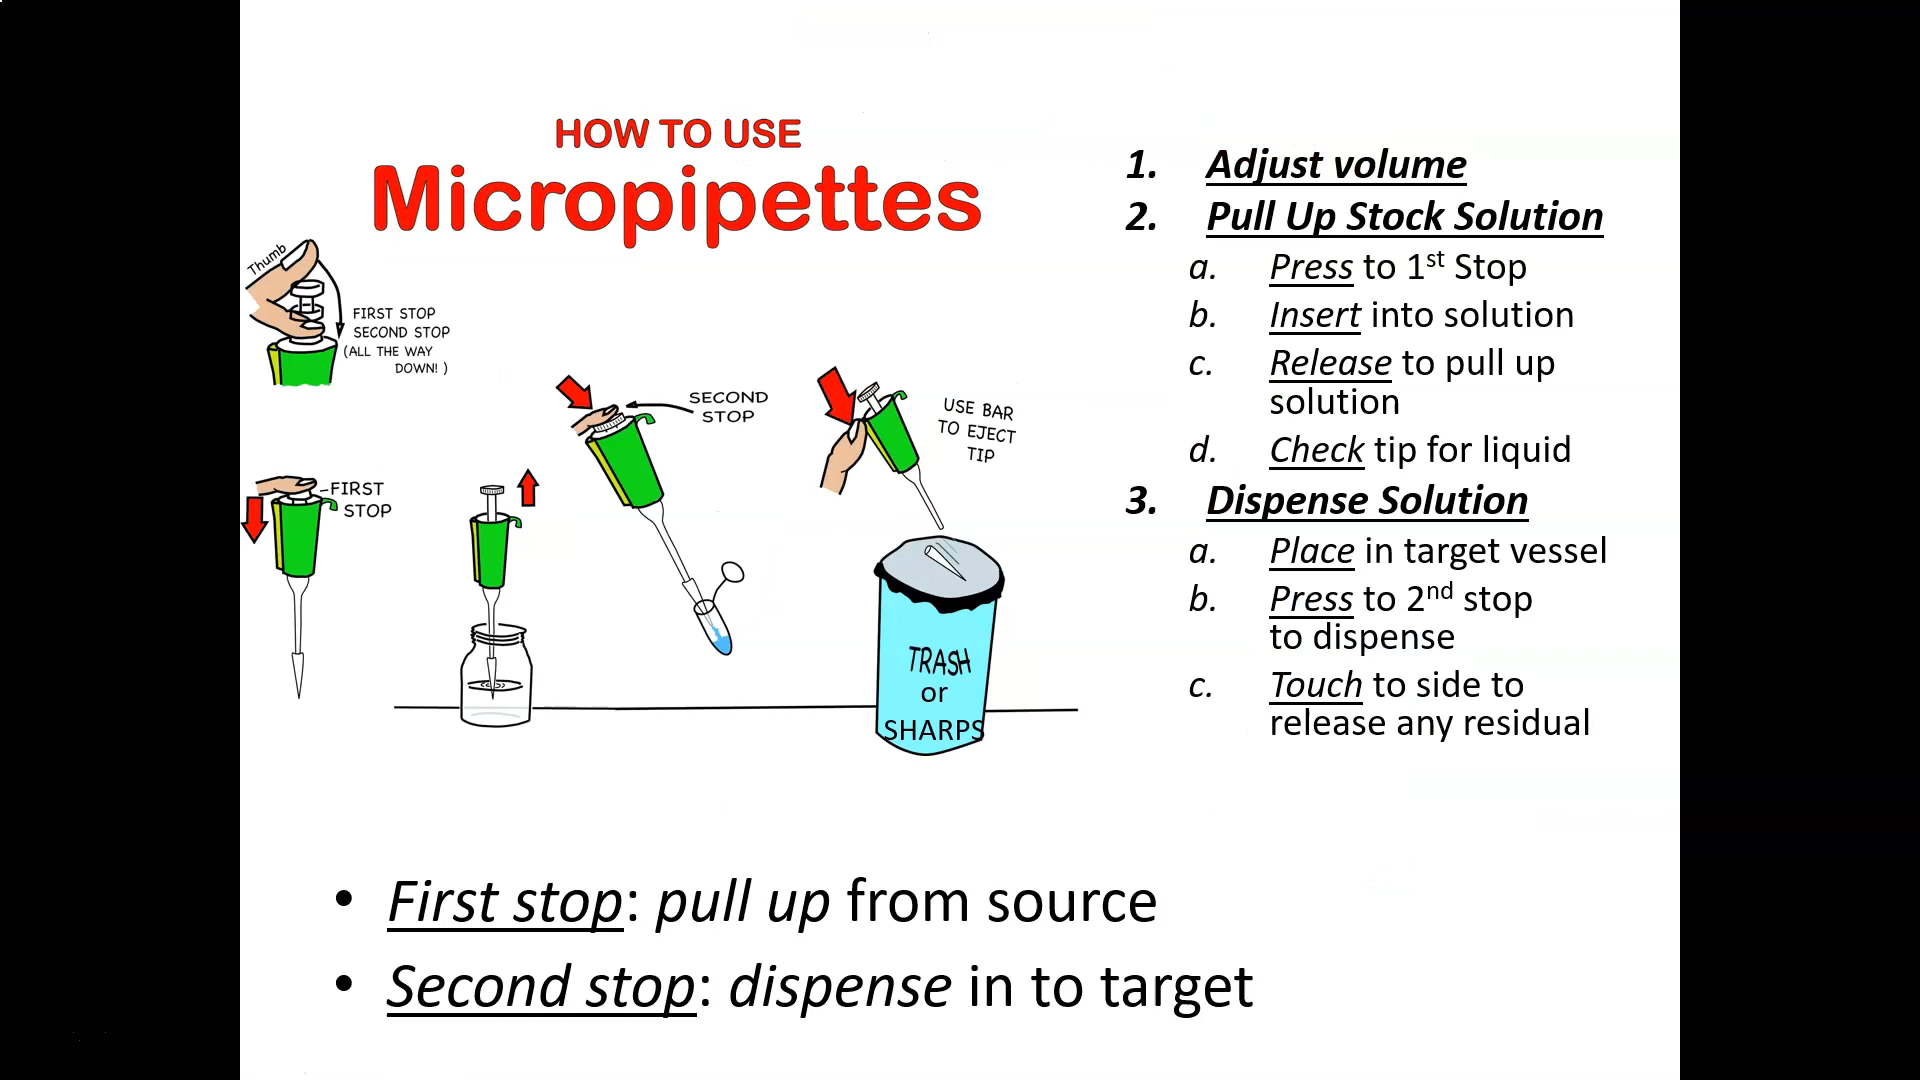 HOW TO USE
Micropipettes
Thumb
FIRST STOP
SECOND STOP
(ALL THE WAY
DOWN! )
FIRST
STOP
SECOND
STOP
USE BAR
TO EJECT
TIP
TRASH
or
SHARPS
1. Adjust volume
2. Pull Up Stock Solution
a. Press to 1st Stop
b. Insert into solution
c. Release to pull up
solution
d. Check tip for liquid
3. Dispense Solution
a. Place in target vessel
b. Press to 2nd stop
to dispense
c. Touch to side to
release any residual
• First stop: pull up from source
• Second stop: dispense in to target